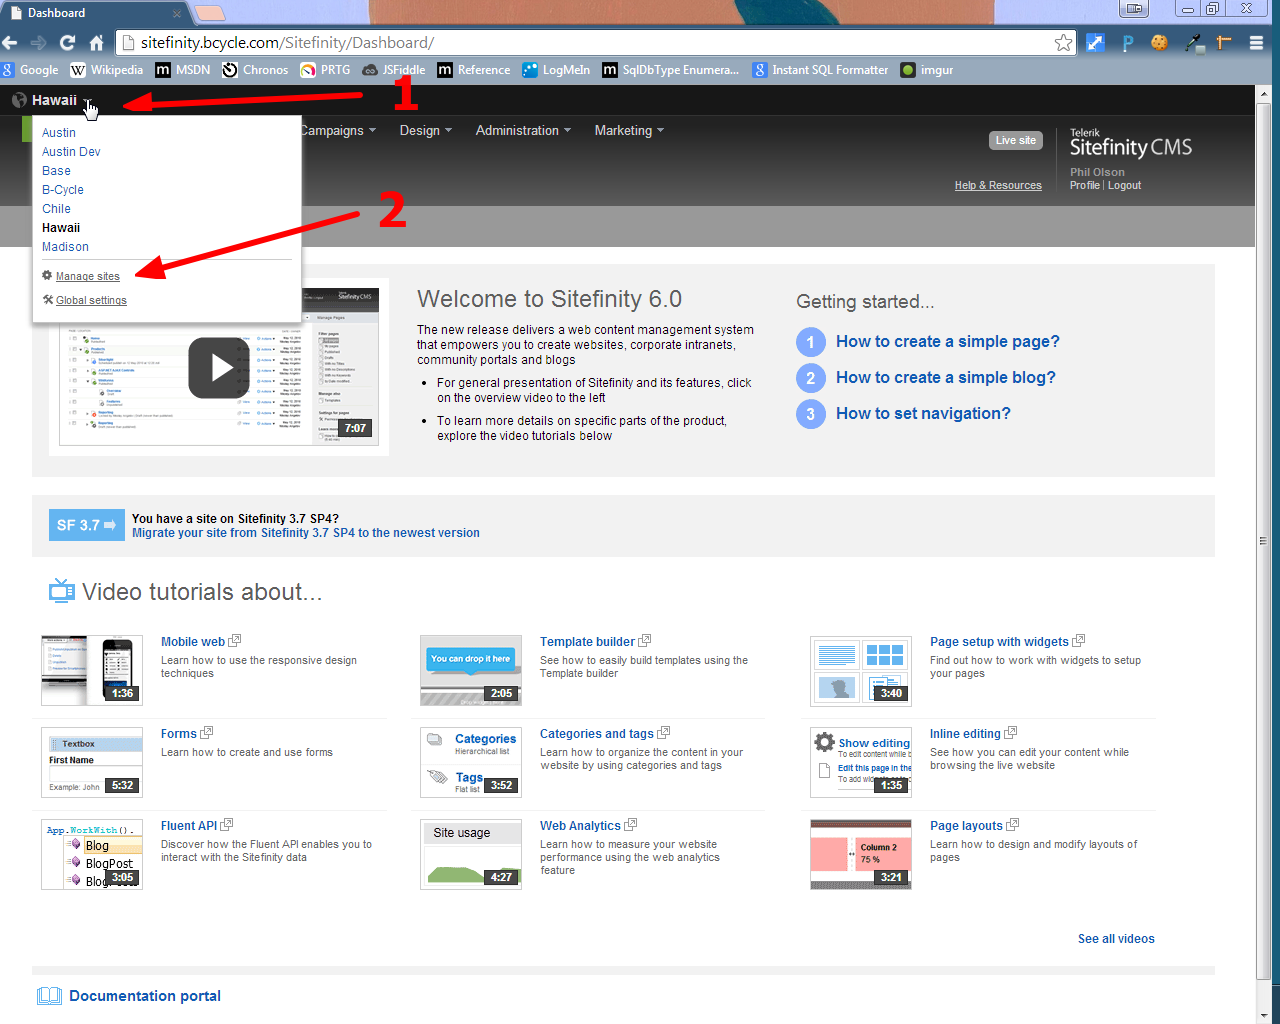 Dashboard
sitefinity.bcycle.com/Sitefinity/Dashboard/
Google Wikipedia MSDN Chronos PRTG JSFiddle Reference LogMeIn SqlDbType Enumera... Instant SQL Formatter imgur
Hawaii
1
Campaigns Design Administration Marketing
Live site
Telerik
Sitefinity CMS
Phil Olson
Profile | Logout
Help & Resources
Austin
Austin Dev
Base
B-Cycle
Chile
Hawaii
Madison
2
Manage sites
Global settings
7:07
Welcome to Sitefinity 6.0
The new release delivers a web content management system
that empowers you to create websites, corporate intranets,
community portals and blogs
• For general presentation of Sitefinity and its features, click
on the overview video to the left
• To learn more details on specific parts of the product,
explore the video tutorials below
Getting started...
1 How to create a simple page?
2 How to create a simple blog?
3 How to set navigation?
SF 3.7
You have a site on Sitefinity 3.7 SP4?
Migrate your site from Sitefinity 3.7 SP4 to the newest version
Video tutorials about...
1:36
Mobile web
Learn how to use the responsive design
techniques
You can drop it here
2:05
Template builder
See how to easily build templates using the
Template builder
3:40
Page setup with widgets
Find out how to work with widgets to setup
your pages
Textbox
First Name
Example: John
5:32
Forms
Learn how to create and use forms
Categories
Hierarchical list
Tags
Flat list
3:52
Categories and tags
Learn how to organize the content in your
website by using categories and tags
Show editing
To edit content while b
Edit this page in the
To add widgets
1:35
Inline editing
See how you can edit your content while
browsing the live website
App.WorkWith().
Blog
BlogPost
3:05
Fluent API
Discover how the Fluent API enables you to
interact with the Sitefinity data
Site usage
4:27
Web Analytics
Learn how to measure your website
performance using the web analytics
feature
Column 2
75 %
3:21
Page layouts
Learn how to design and modify layouts of
pages
See all videos
Documentation portal